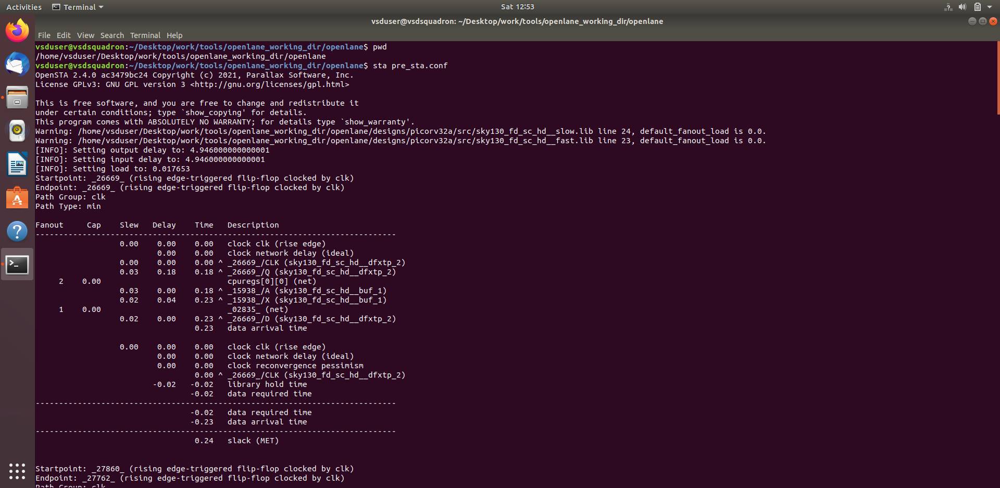 Activities Terminal Sat 12:53
vsduser@vsdsquadron: ~/Desktop/work/tools/openlane_working_dir/openlane
File Edit View Search Terminal Help
vsduser@vsdsquadron:~/Desktop/work/tools/openlane_working_dir/openlane$ pwd
/home/vsduser/Desktop/work/tools/openlane_working_dir/openlane
vsduser@vsdsquadron:~/Desktop/work/tools/openlane_working_dir/openlane$ sta pre_sta.conf
OpenSTA 2.4.0 ac3479bc24 Copyright (c) 2021, Parallax Software, Inc.
License GPLv3: GNU GPL version 3 <http://gnu.org/licenses/gpl.html>

This is free software, and you are free to change and redistribute it
under certain conditions; type `show_copying' for details.
This program comes with ABSOLUTELY NO WARRANTY; for details type `show_warranty'.
Warning: /home/vsduser/Desktop/work/tools/openlane_working_dir/openlane/designs/picorv32a/src/sky130_fd_sc_hd__slow.lib line 24, default_fanout_load is 0.0.
Warning: /home/vsduser/Desktop/work/tools/openlane_working_dir/openlane/designs/picorv32a/src/sky130_fd_sc_hd__fast.lib line 23, default_fanout_load is 0.0.
[INFO]: Setting output delay to: 4.946000000000001
[INFO]: Setting input delay to: 4.946000000000001
[INFO]: Setting load to: 0.017653
Startpoint: _26669_ (rising edge-triggered flip-flop clocked by clk)
Endpoint: _26669_ (rising edge-triggered flip-flop clocked by clk)
Path Group: clk
Path Type: min

Fanout     Cap    Slew   Delay    Time   Description
-----------------------------------------------------------------------------
                  0.00    0.00    0.00   clock clk (rise edge)
                          0.00    0.00   clock network delay (ideal)
                  0.00    0.00    0.00 ^ _26669_/CLK (sky130_fd_sc_hd__dfxtp_2)
                  0.03    0.18    0.18 ^ _26669_/Q (sky130_fd_sc_hd__dfxtp_2)
     2    0.00                           cpuregs[0][0] (net)
                  0.03    0.00    0.18 ^ _15938_/A (sky130_fd_sc_hd__buf_1)
                  0.02    0.04    0.23 ^ _15938_/X (sky130_fd_sc_hd__buf_1)
     1    0.00                           _02835_ (net)
                  0.02    0.00    0.23 ^ _26669_/D (sky130_fd_sc_hd__dfxtp_2)
                                  0.23   data arrival time

                  0.00    0.00    0.00   clock clk (rise edge)
                          0.00    0.00   clock network delay (ideal)
                          0.00    0.00   clock reconvergence pessimism
                                  0.00 ^ _26669_/CLK (sky130_fd_sc_hd__dfxtp_2)
                         -0.02   -0.02   library hold time
                                 -0.02   data required time
-----------------------------------------------------------------------------
                                 -0.02   data required time
                                 -0.23   data arrival time
-----------------------------------------------------------------------------
                                  0.24   slack (MET)

Startpoint: _27860_ (rising edge-triggered flip-flop clocked by clk)
Endpoint: _27762_ (rising edge-triggered flip-flop clocked by clk)
Path Group: clk